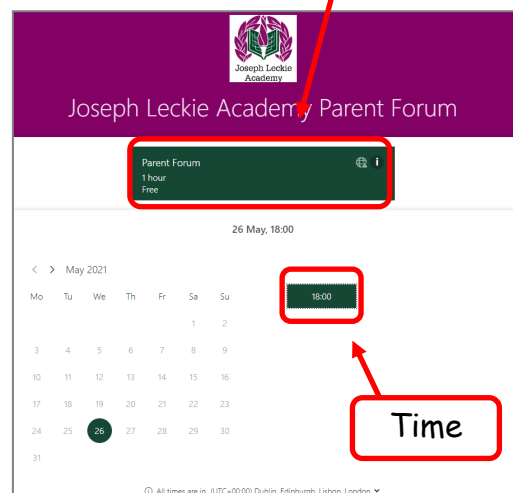 Joseph Leckie
Academy
Joseph Leckie Academy Parent Forum
Parent Forum
1 hour
Free
i
26 May, 18:00
< > May 2021
Mo Tu We Th Fr Sa Su
18:00
1 2
3 4 5 6 7 8 9
10 11 12 13 14 15 16
17 18 19 20 21 22 23
24 25 26 27 28 29 30
31
Time
All times are in (UTC+00:00) Dublin, Edinburgh, Lisbon, London